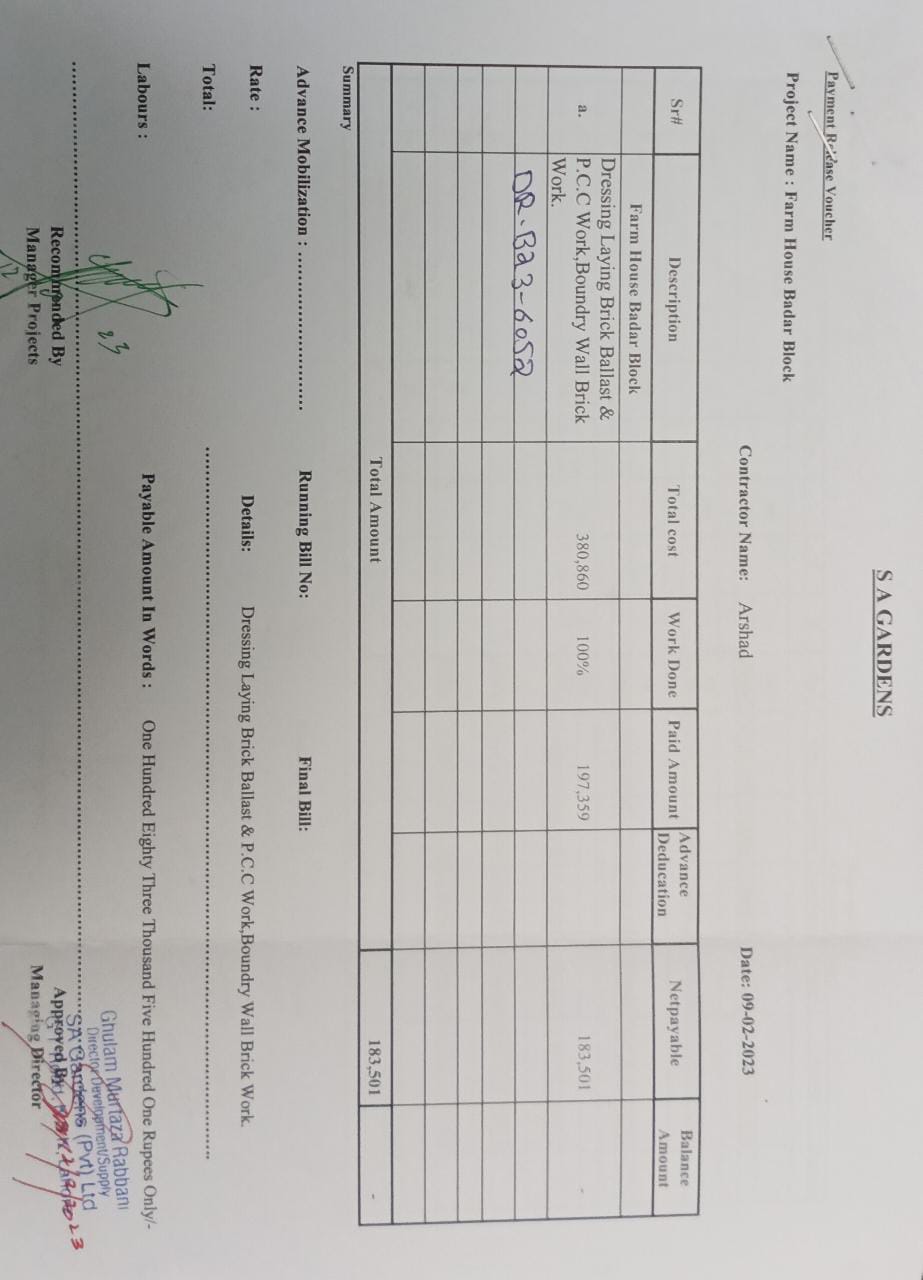 S A GARDENS
Payment Release Voucher
Project Name : Farm House Badar Block
Contractor Name: Arshad
Date: 09-02-2023
Sr# Description Total cost Work Done Paid Amount Advance Deducation Netpayable Balance Amount
Farm House Badar Block
a. Dressing Laying Brick Ballast & 380,860 100% 197,359 183,501 -
P.C.C Work,Boundry Wall Brick
Work.
DR-Ba3-6052
Total Amount 183,501 -
Summary
Advance Mobilization : Running Bill No: Final Bill:
Rate : Details: Dressing Laying Brick Ballast & P.C.C Work,Boundry Wall Brick Work.
Total:
Labours : Payable Amount In Words : One Hundred Eighty Three Thousand Five Hundred One Rupees Only/-
Ghulam Murtaza Rabbani
Director Development/Supply
SA Gardens (Pvt) Ltd
Recommended By Approved By
Manager Projects Managing Director